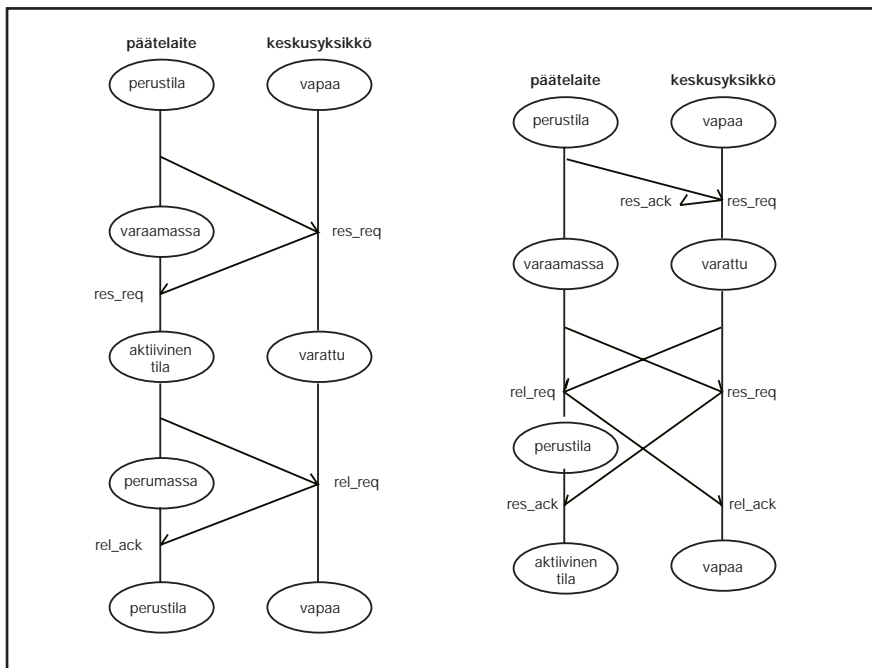 päätelaite keskusyksikkö
perustila vapaa
varaamassa res_req
res_req
aktiivinen
tila
varattu
perumassa rel_req
rel_ack
perustila vapaa
päätelaite keskusyksikkö
perustila vapaa
res_ack res_req
varaamassa varattu
rel_req res_req
perustila
res_ack rel_ack
aktiivinen
tila
vapaa